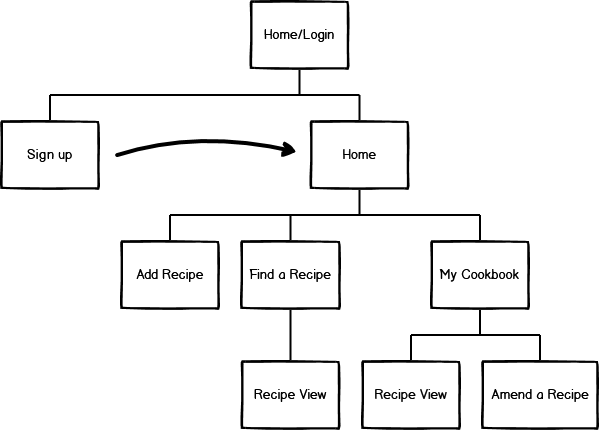 Home/Login
Sign up
Home
Add Recipe
Find a Recipe
My Cookbook
Recipe View
Recipe View
Amend a Recipe